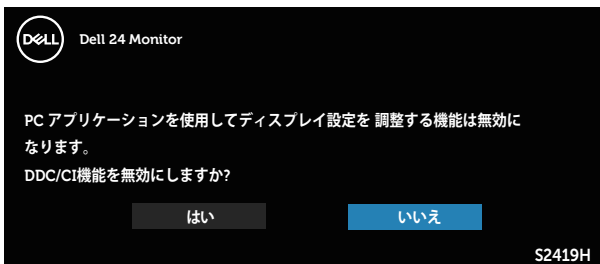 DELL
Dell 24 Monitor
PC アプリケーションを使用してディスプレイ設定を 調整する機能は無効に
なります。
DDC/CI機能を無効にしますか?
はい
いいえ
S2419H